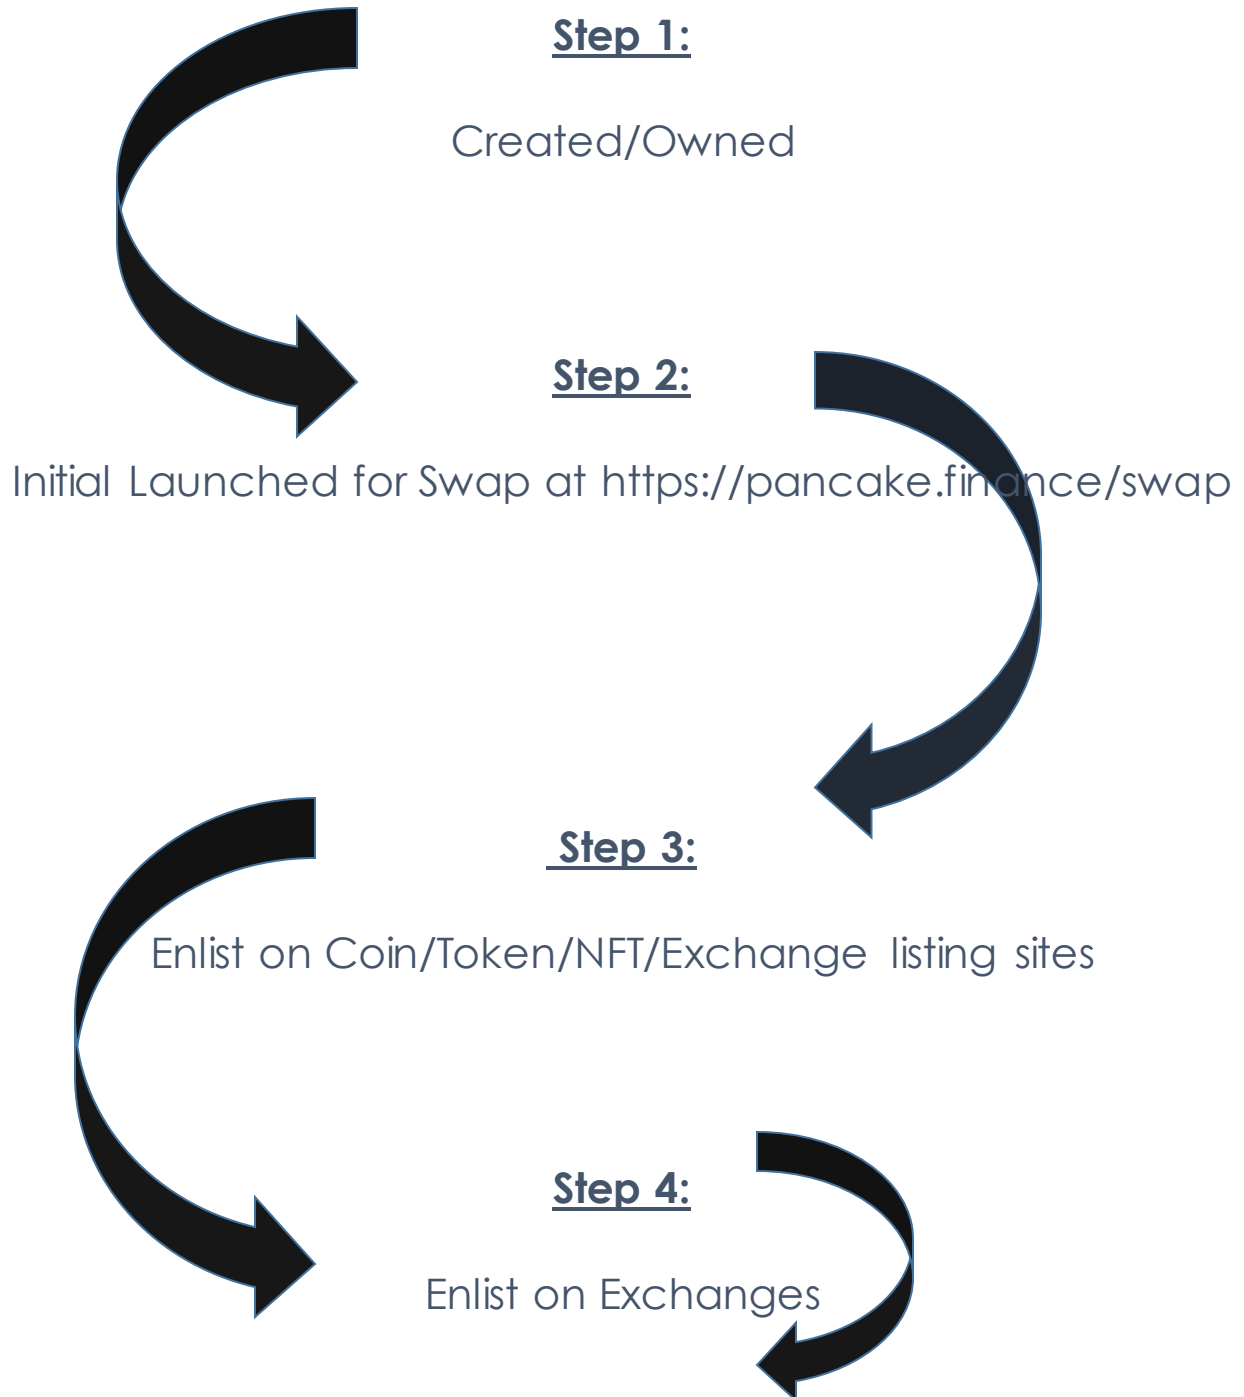 Step 1:
Created/Owned
Step 2:
Initial Launched for Swap at https://pancake.finance/swap
Step 3:
Enlist on Coin/Token/NFT/Exchange listing sites
Step 4:
Enlist on Exchanges